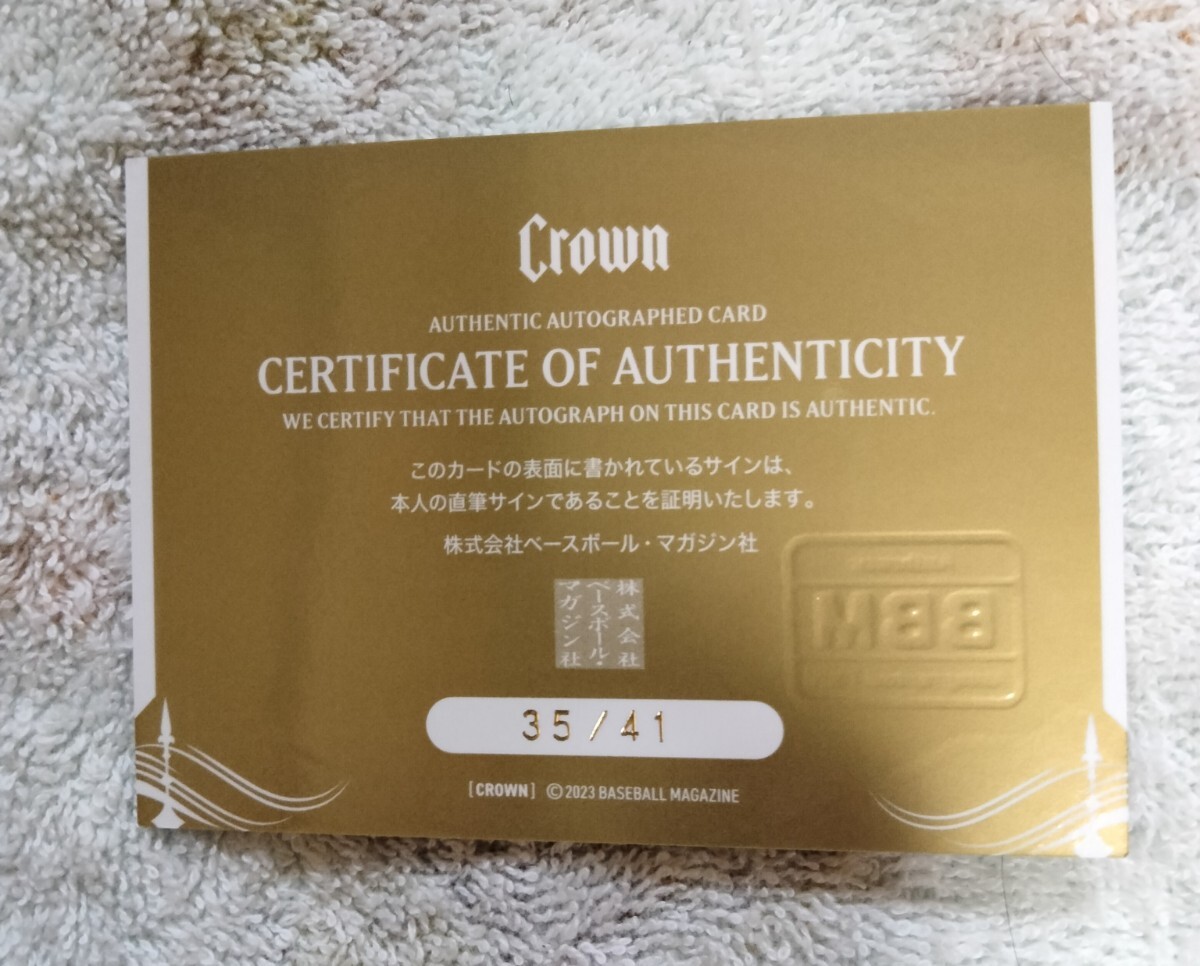 Crown
AUTHENTIC AUTOGRAPHED CARD
CERTIFICATE OF AUTHENTICITY
WE CERTIFY THAT THE AUTOGRAPH ON THIS CARD IS AUTHENTIC.
このカードの表面に書かれているサインは、
本人の直筆サインであることを証明いたします。
株式会社ベースボール・マガジン社
株式会社
ベースボール・
マガジン社
BBM
35/41
[CROWN] ©2023 BASEBALL MAGAZINE